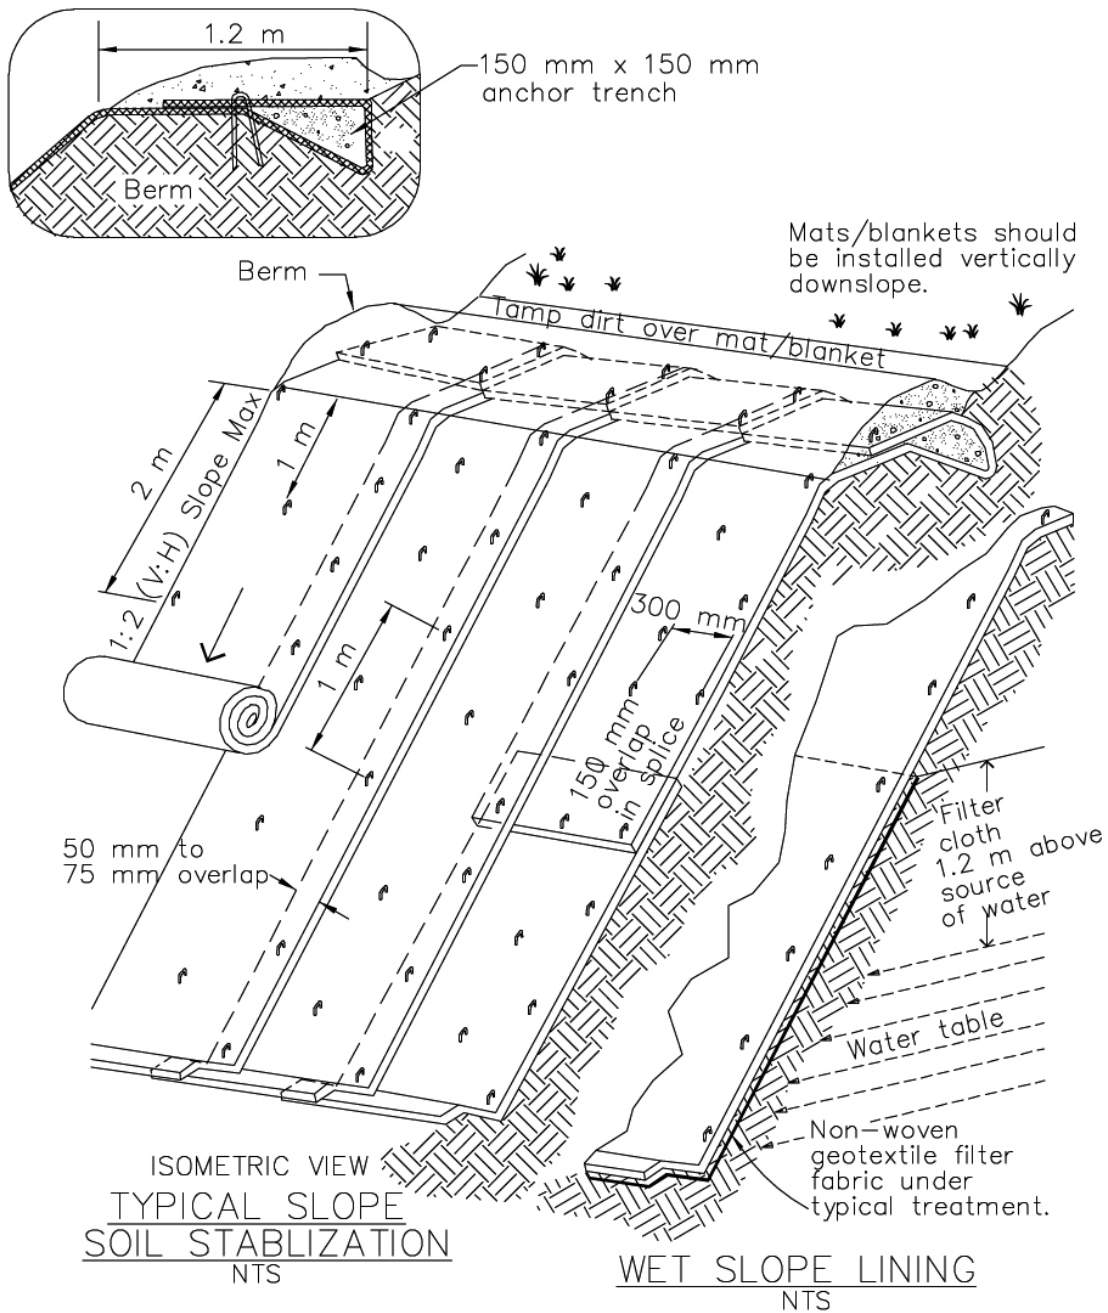 1.2 m
150 mm x 150 mm
anchor trench
Berm
Mats/blankets should
be installed vertically
downslope.
Berm
Tamp dirt over mat/blanket
2 m
1:2 (V:H) Slope Max
1 m
1 m
300 mm
150 mm
overlap
in splice
50 mm to
75 mm overlap
Filter
cloth
1.2 m above
source
of water
Water table
Non-woven
geotextile filter
fabric under
typical treatment.
ISOMETRIC VIEW
TYPICAL SLOPE
SOIL STABLIZATION
NTS
WET SLOPE LINING
NTS